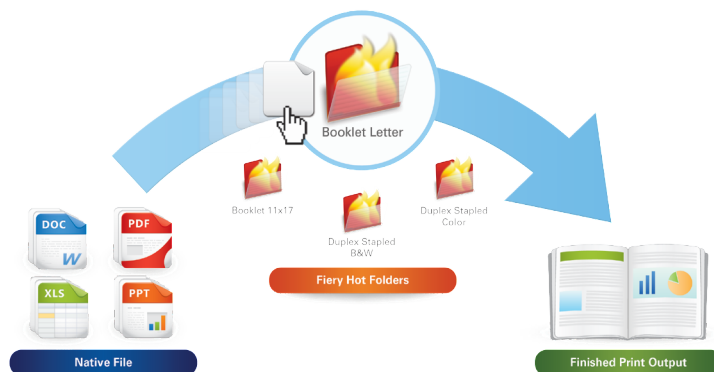 Booklet Letter
Booklet 11x17
Duplex Stapled
B&W
Duplex Stapled
Color
DOC
W
PDF
XLS
PPT
Fiery Hot Folders
Native File
Finished Print Output